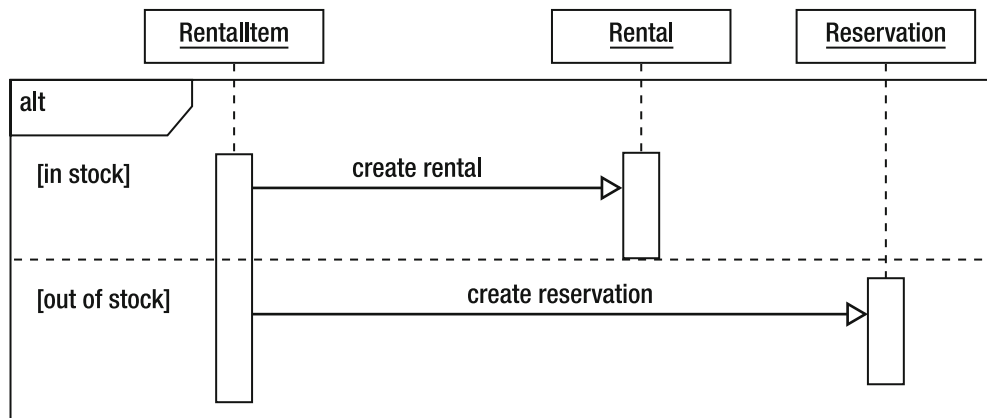 RentalItem
Rental
Reservation
alt
[in stock]
create rental
[out of stock]
create reservation